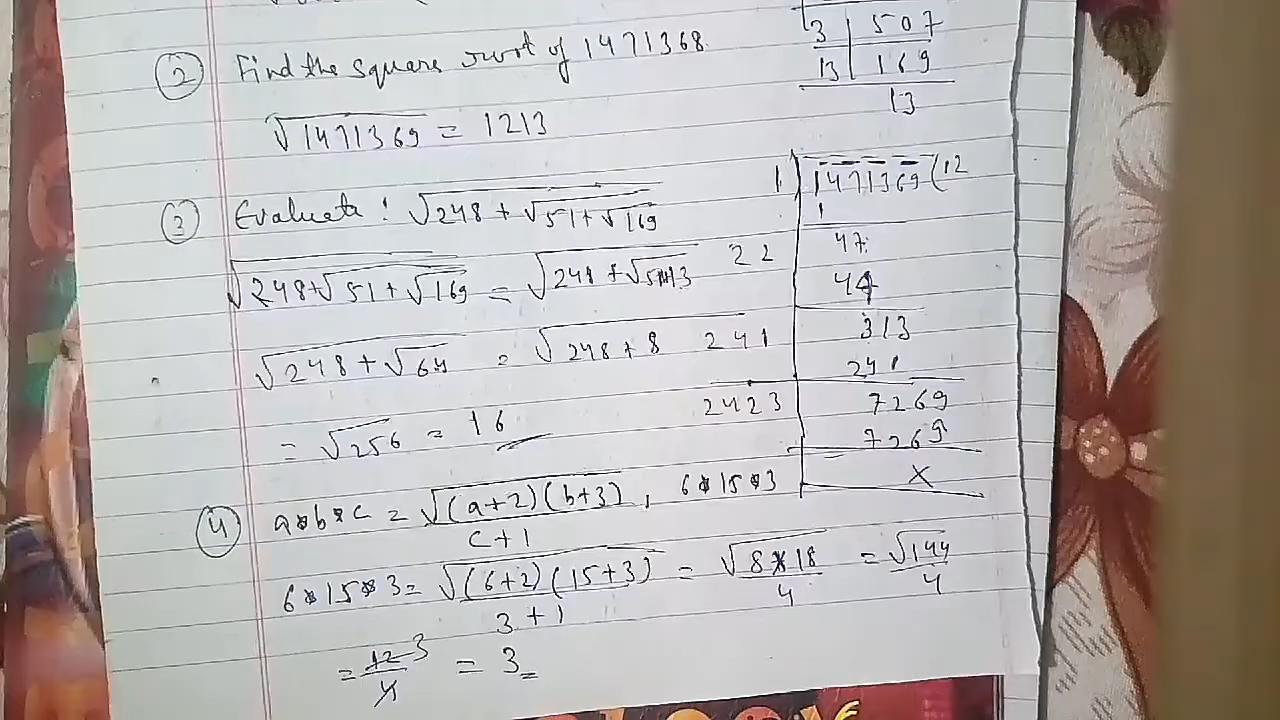 3 | 507
13 | 169
13
② Find the square root of 1471368
√1471369 = 1213
1 ) 1471369 ( 12
1
47
22 44
313
241 241
2423 7269
7269
X
③ Evaluate : √248 + √51 + √169
√248+√51+√169 = √248 + √51+13
√248 + √64 = √248 + 8
= √256 = 16
④ a*b*c = √(a+2)(b+3) / c+1 , 6*15*3
6*15*3 = √(6+2)(15+3) / 3+1 = √8*18 / 4 = √144 / 4
= 12 / 4 3 = 3